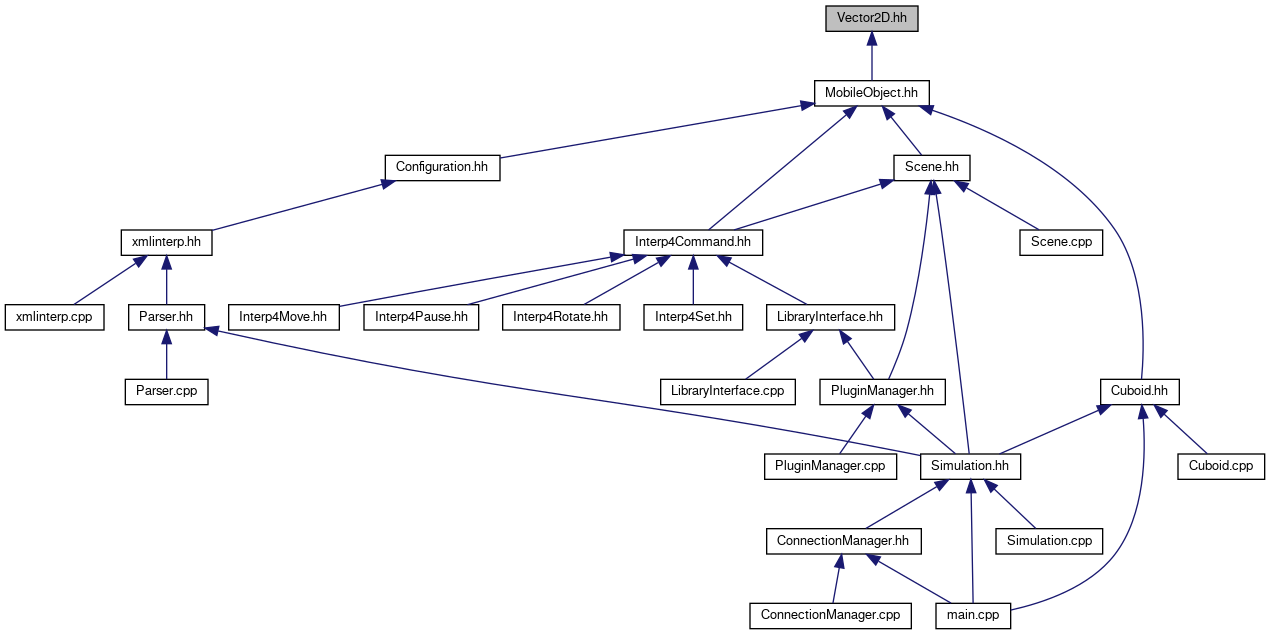 Vector2D.hh
MobileObject.hh
Configuration.hh
Scene.hh
xmlinterp.hh
Interp4Command.hh
Scene.cpp
xmlinterp.cpp
Parser.hh
Interp4Move.hh
Interp4Pause.hh
Interp4Rotate.hh
Interp4Set.hh
LibraryInterface.hh
Parser.cpp
LibraryInterface.cpp
PluginManager.hh
Cuboid.hh
PluginManager.cpp
Simulation.hh
Cuboid.cpp
ConnectionManager.hh
Simulation.cpp
ConnectionManager.cpp
main.cpp